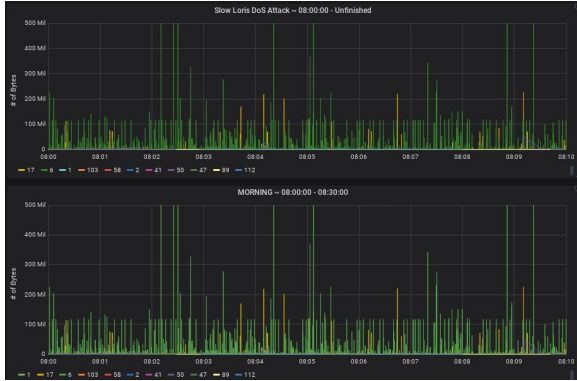 Slow Loris DoS Attack ~ 08:00:00 - Unfinished
500 Mil
400 Mil
300 Mil
200 Mil
100 Mil
0
# of Bytes
08:00 08:01 08:02 08:03 08:04 08:05 08:06 08:07 08:08 08:09 08:10
17 6 1 103 58 2 41 50 47 89 112
MORNING ~ 08:00:00 - 08:30:00
500 Mil
400 Mil
300 Mil
200 Mil
100 Mil
0
# of Bytes
08:00 08:01 08:02 08:03 08:04 08:05 08:06 08:07 08:08 08:09 08:10
1 17 6 103 58 2 41 50 47 89 112